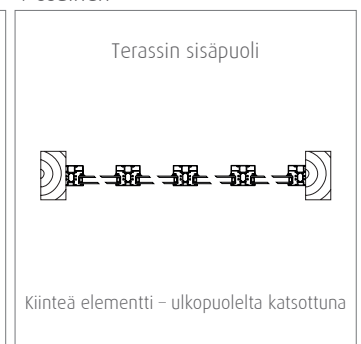 Terassin sisäpuoli
Kiinteä elementti – ulkopuolelta katsottuna